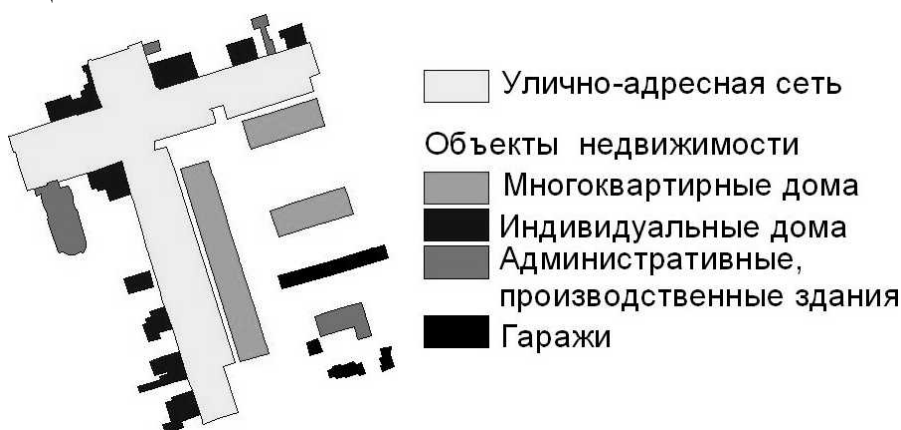 Улично-адресная сеть
Объекты недвижимости
Многоквартирные дома
Индивидуальные дома
Административные,
производственные здания
Гаражи